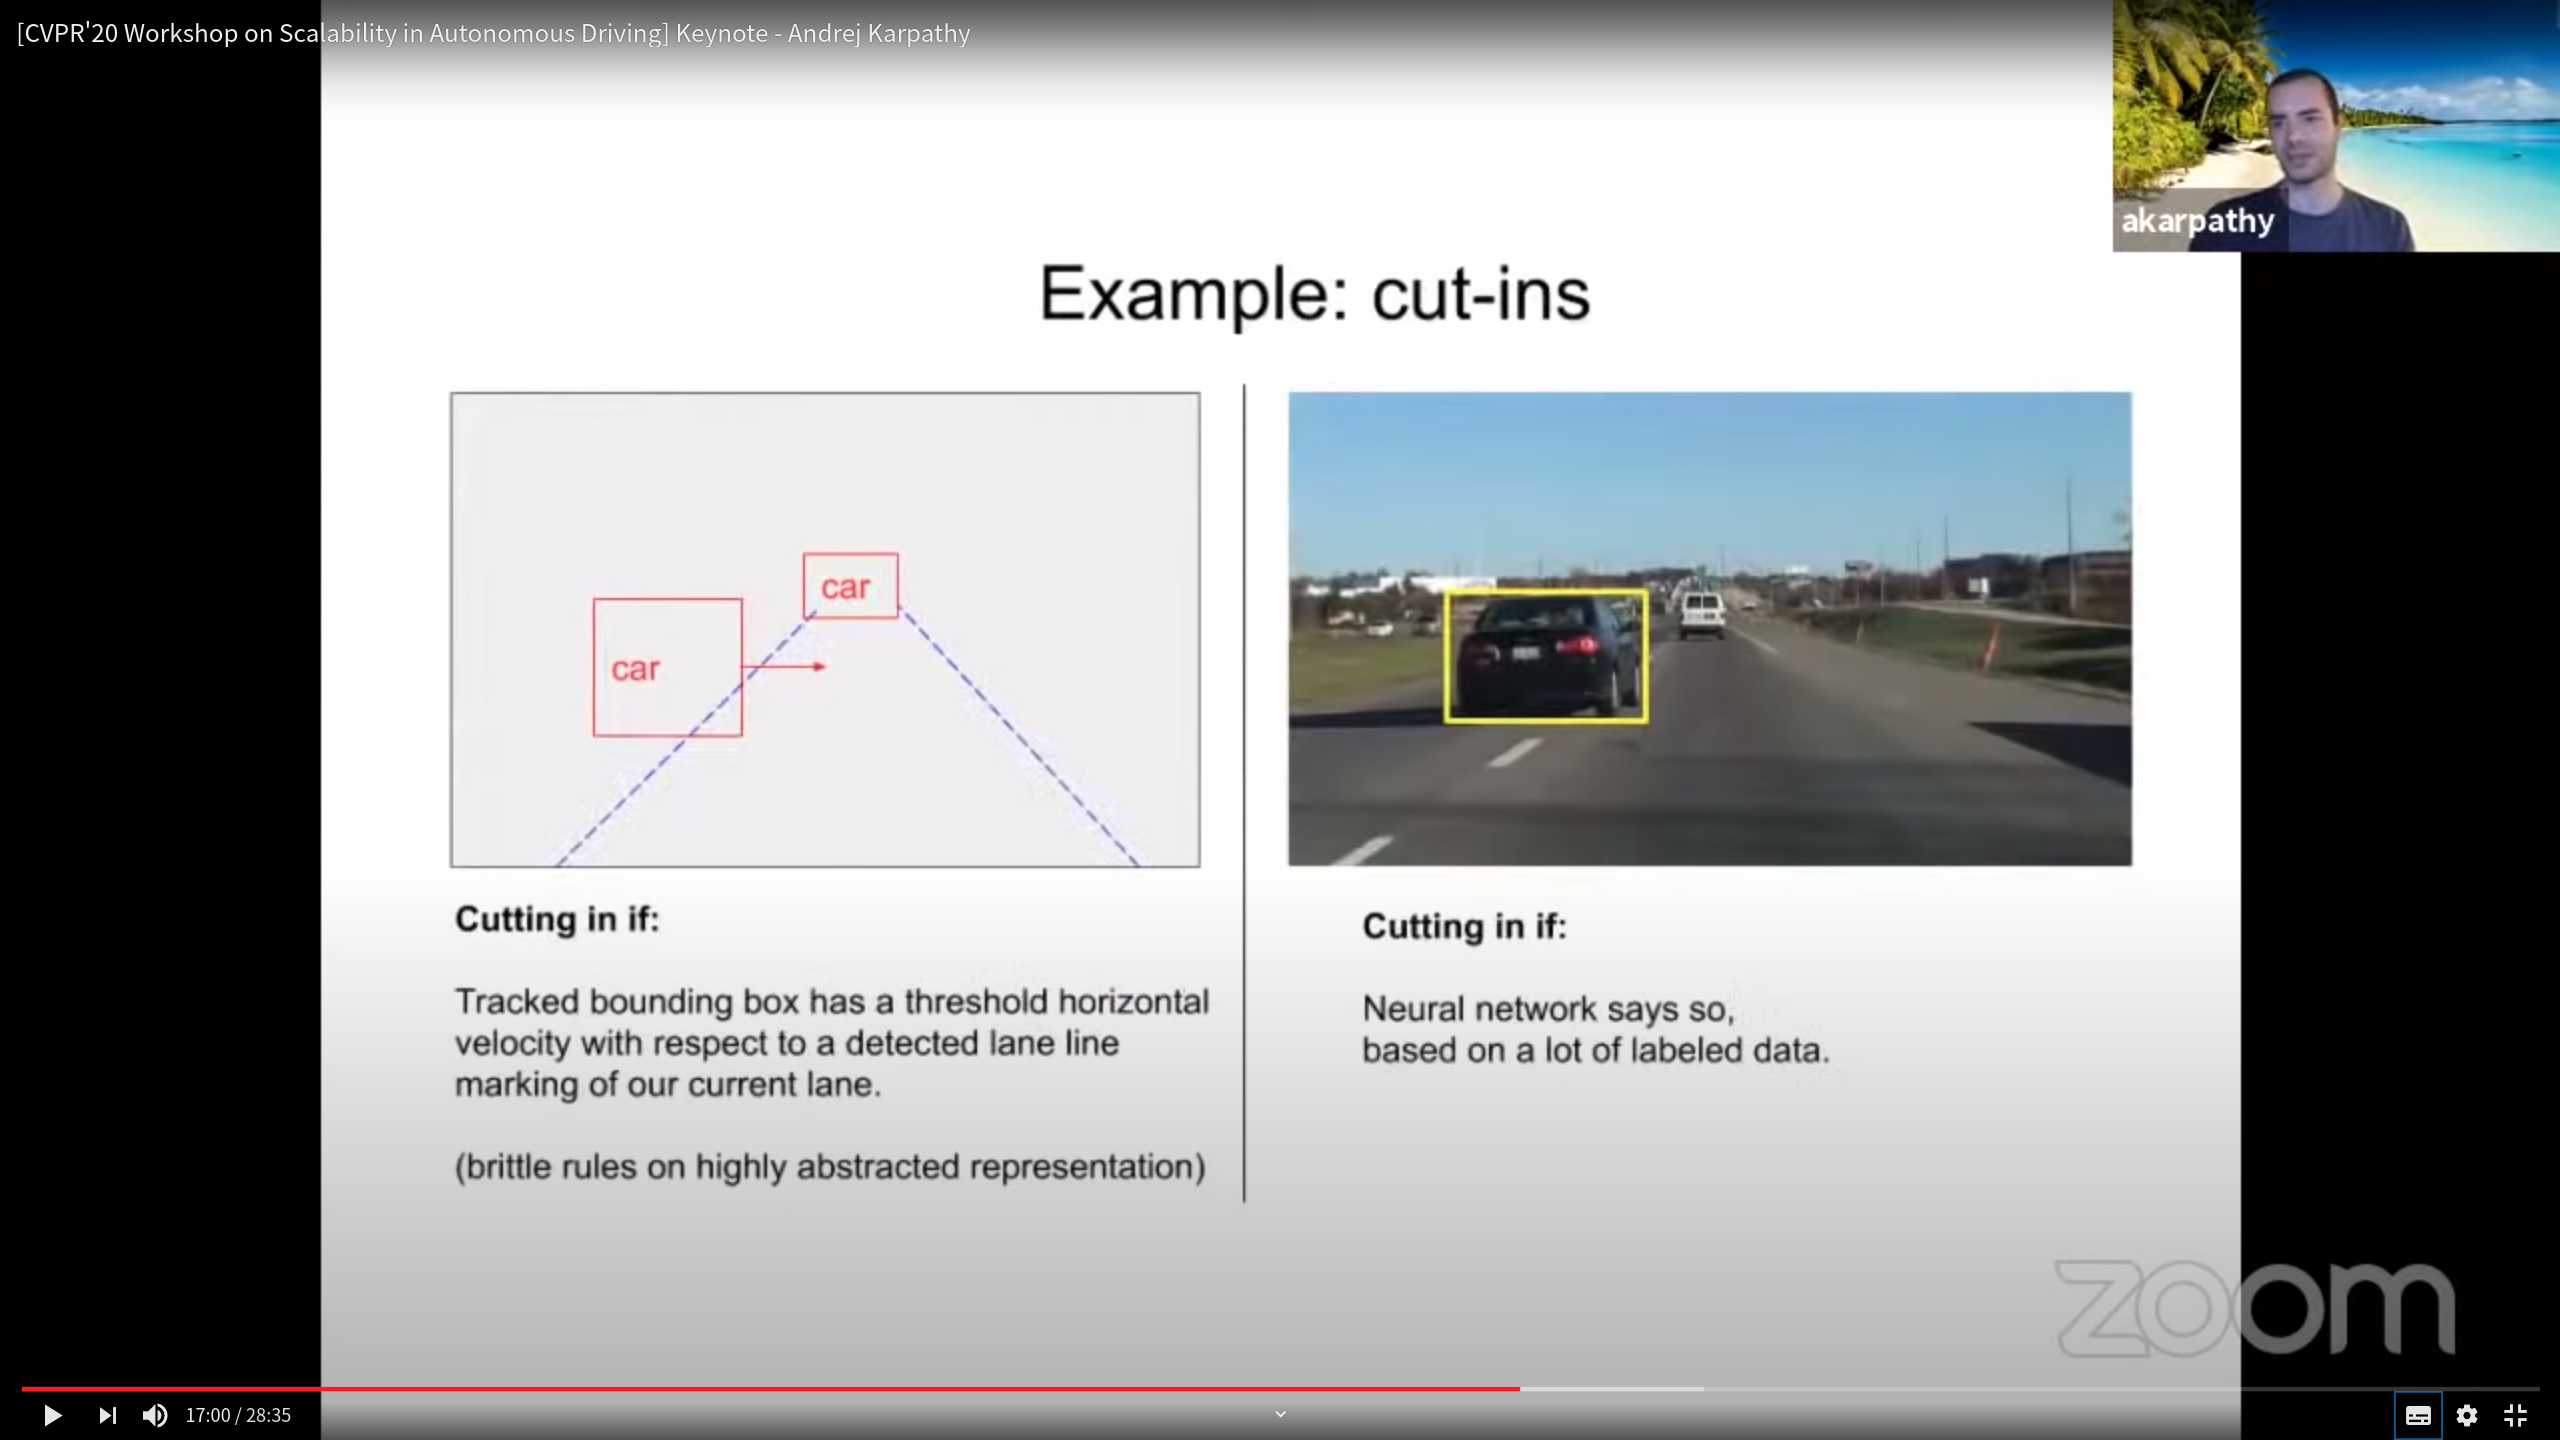 [CVPR'20 Workshop on Scalability in Autonomous Driving] Keynote - Andrej Karpathy
akarpathy
Example: cut-ins
car
car
Cutting in if:
Tracked bounding box has a threshold horizontal
velocity with respect to a detected lane line
marking of our current lane.
(brittle rules on highly abstracted representation)
Cutting in if:
Neural network says so,
based on a lot of labeled data.
zoom
17:00 / 28:35